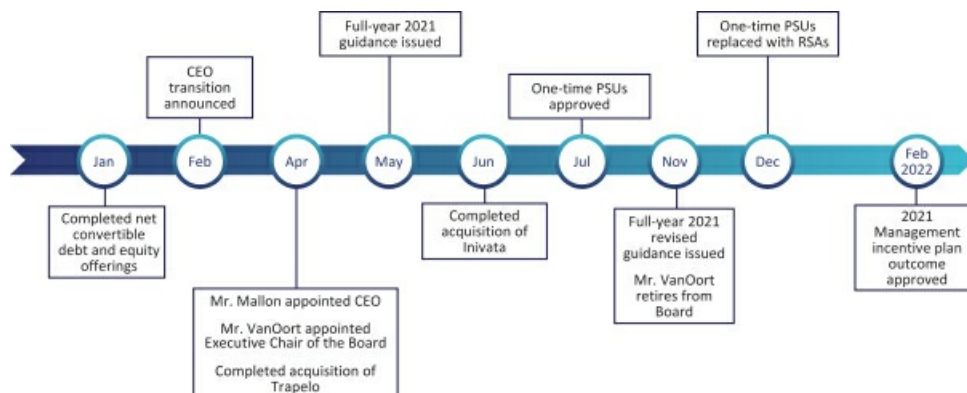 Full-year 2021
guidance issued
One-time PSUs
replaced with RSAs
CEO
transition
announced
One-time PSUs
approved
Jan
Feb
Apr
May
Jun
Jul
Nov
Dec
Feb
2022
Completed net
convertible
debt and equity
offerings
Completed
acquisition of
Inivata
Full-year 2021
revised
guidance issued
Mr. VanOort
retires from
Board
2021
Management
incentive plan
outcome
approved
Mr. Mallon appointed CEO
Mr. VanOort appointed
Executive Chair of the Board
Completed acquisition of
Trapelo